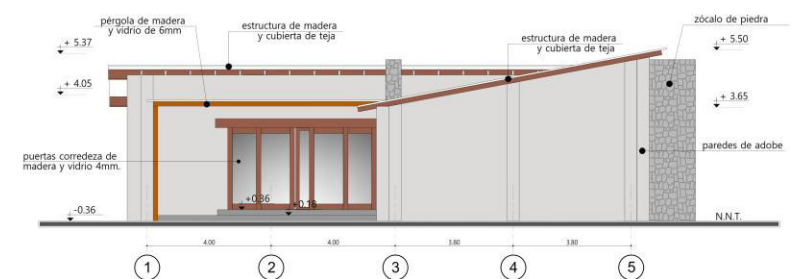 pérgola de madera
y vidrio de 6mm
estructura de madera
y cubierta de teja
estructura de madera
y cubierta de teja
zócalo de piedra
+ 5.37
+ 5.50
+ 4.05
+ 3.65
puertas corredeza de
madera y vidrio 4mm.
paredes de adobe
+0.36
+0.18
-0.36
N.N.T.
4.00
4.00
3.80
3.80
1
2
3
4
5